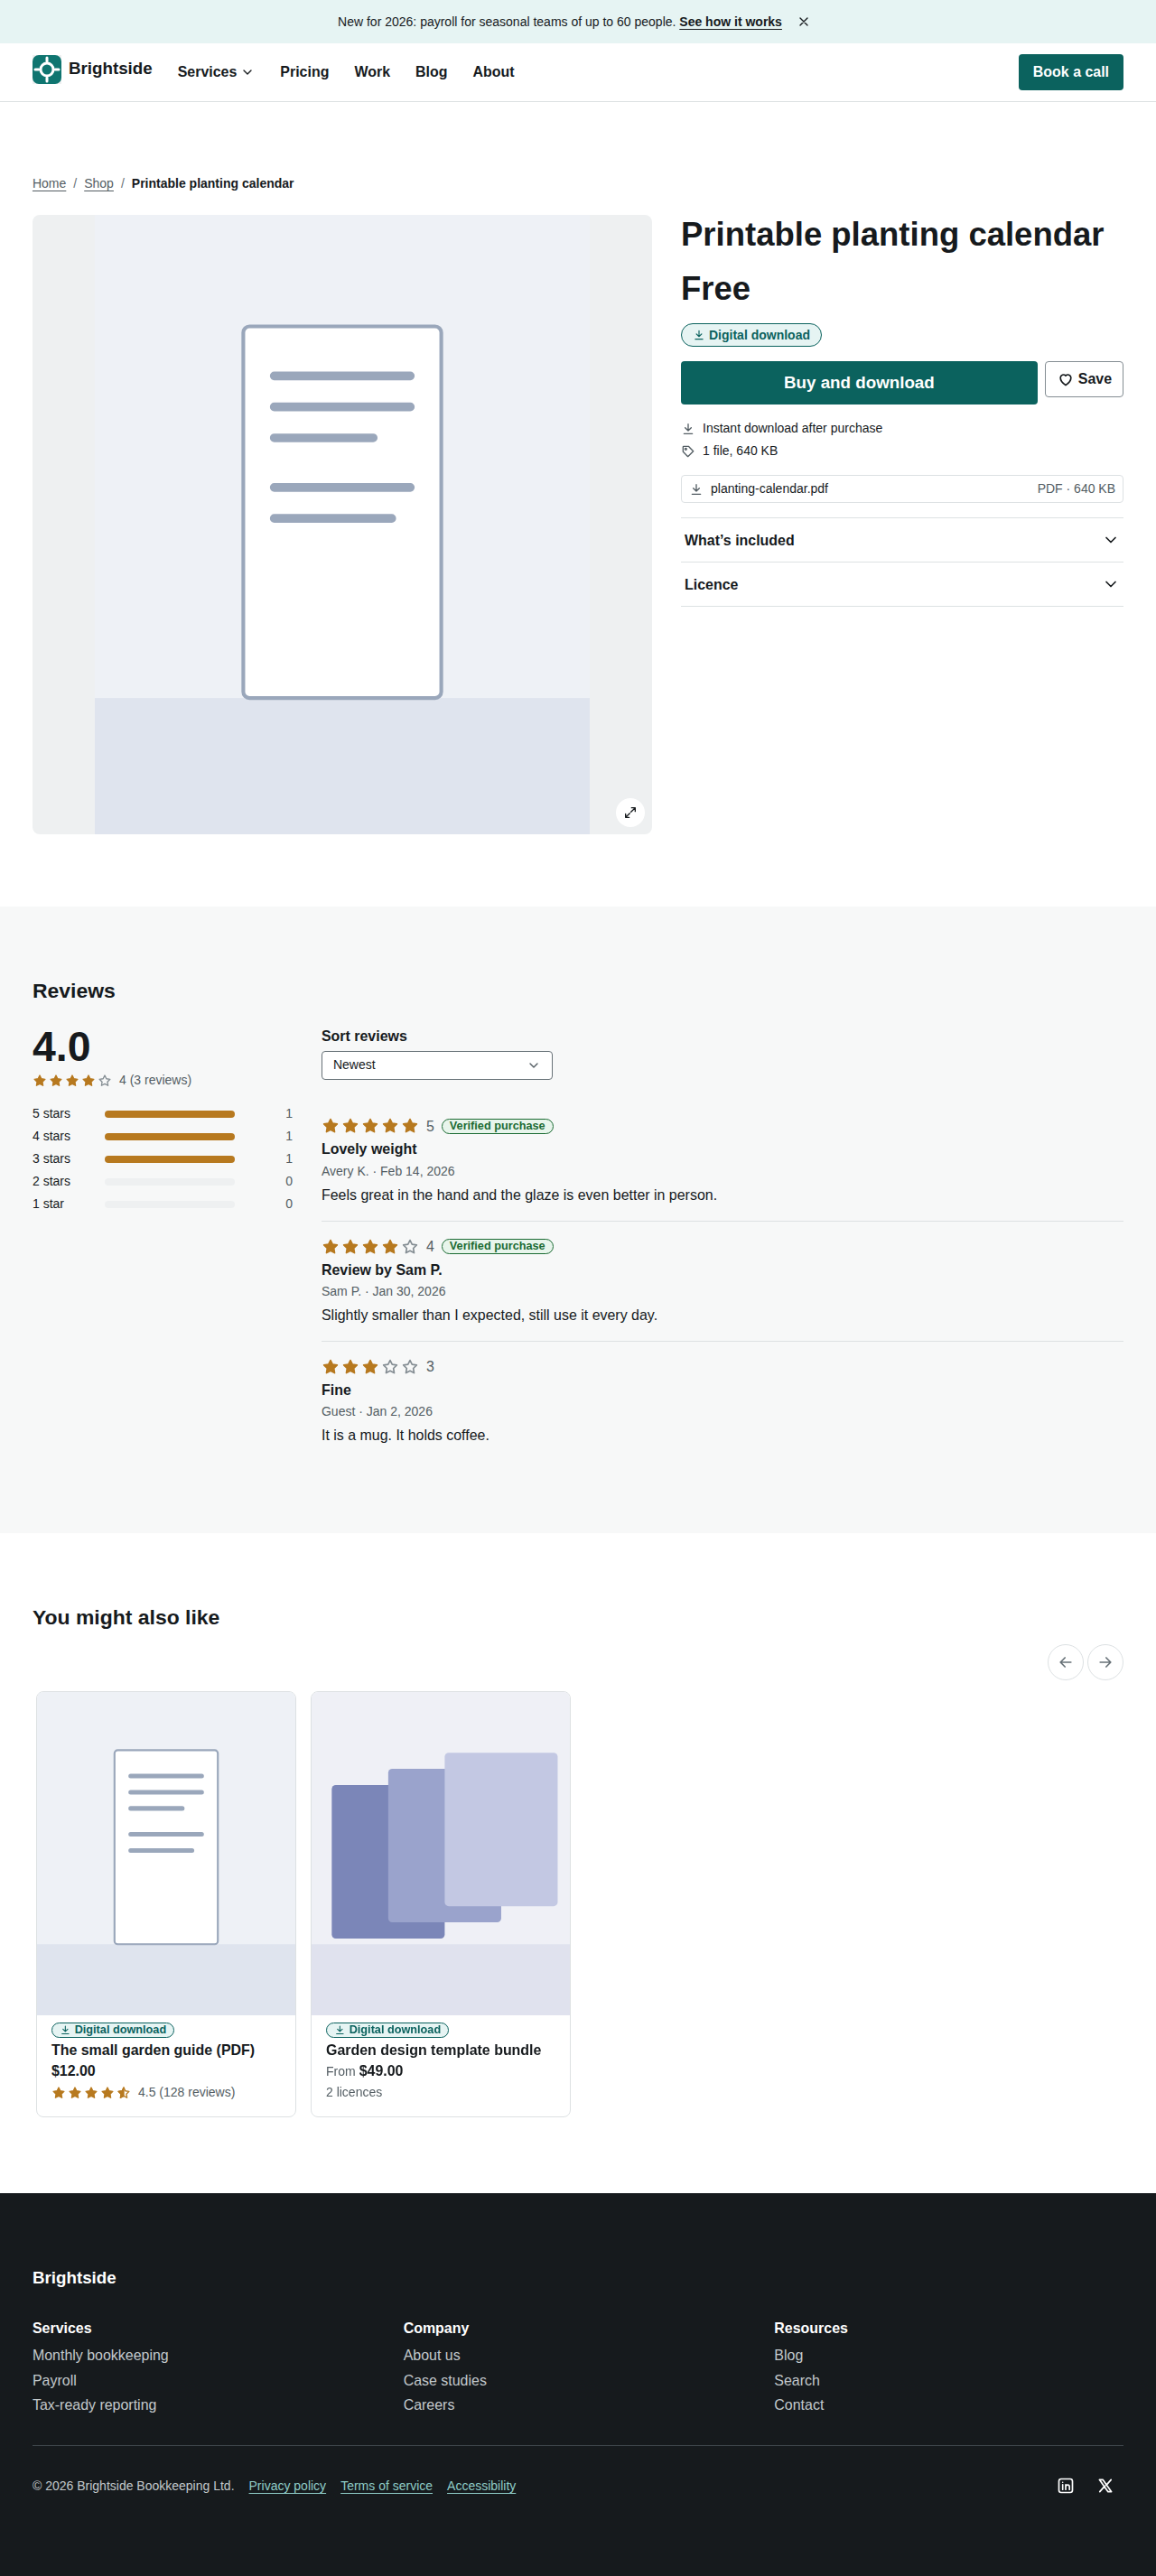 New for 2026: payroll for seasonal teams of up to 60 people. See how it works
Brightside
Services
Pricing
Work
Blog
About
Book a call
Home / Shop / Printable planting calendar
Printable planting calendar
Free
Digital download
Buy and download
Save
Instant download after purchase
1 file, 640 KB
planting-calendar.pdf
PDF · 640 KB
What’s included
Licence
Reviews
4.0
4 (3 reviews)
5 stars 1
4 stars 1
3 stars 1
2 stars 0
1 star 0
Sort reviews
Newest
5 Verified purchase
Lovely weight
Avery K. · Feb 14, 2026
Feels great in the hand and the glaze is even better in person.
4 Verified purchase
Review by Sam P.
Sam P. · Jan 30, 2026
Slightly smaller than I expected, still use it every day.
3
Fine
Guest · Jan 2, 2026
It is a mug. It holds coffee.
You might also like
Digital download
The small garden guide (PDF)
$12.00
4.5 (128 reviews)
Digital download
Garden design template bundle
From $49.00
2 licences
Brightside
Services
Monthly bookkeeping
Payroll
Tax-ready reporting
Company
About us
Case studies
Careers
Resources
Blog
Search
Contact
© 2026 Brightside Bookkeeping Ltd. Privacy policy Terms of service Accessibility